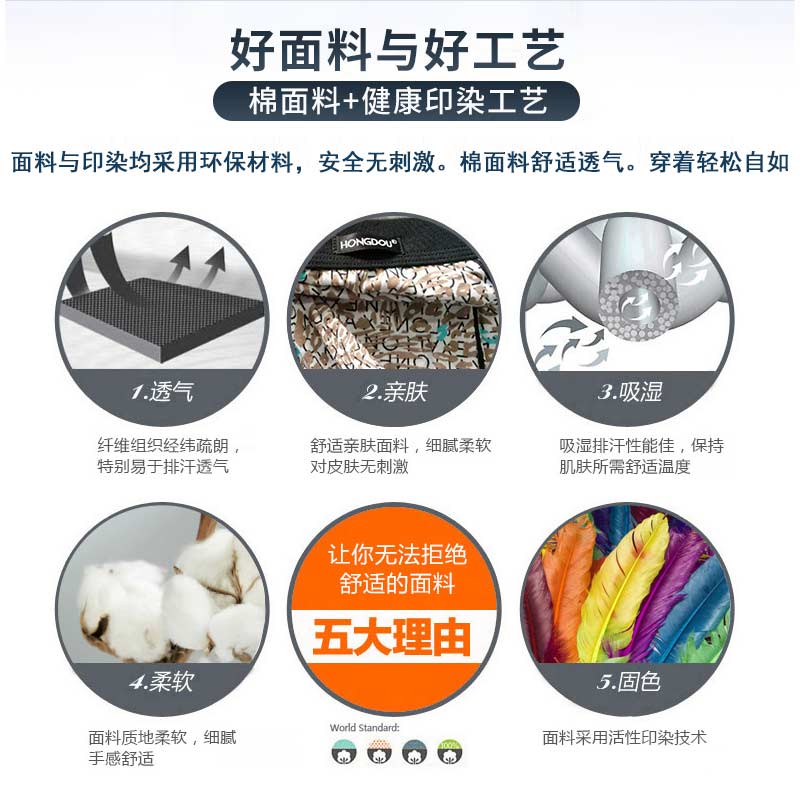 好面料与好工艺
棉面料+健康印染工艺
面料与印染均采用环保材料，安全无刺激。棉面料舒适透气。穿着轻松自如
HONGDOU®
1.透气
2.亲肤
3.吸湿
纤维组织经纬疏朗，
特别易于排汗透气
舒适亲肤面料，细腻柔软
对皮肤无刺激
吸湿排汗性能佳，保持
肌肤所需舒适温度
让你无法拒绝
舒适的面料
五大理由
4.柔软
5.固色
面料质地柔软，细腻
手感舒适
World Standard:
100%
面料采用活性印染技术